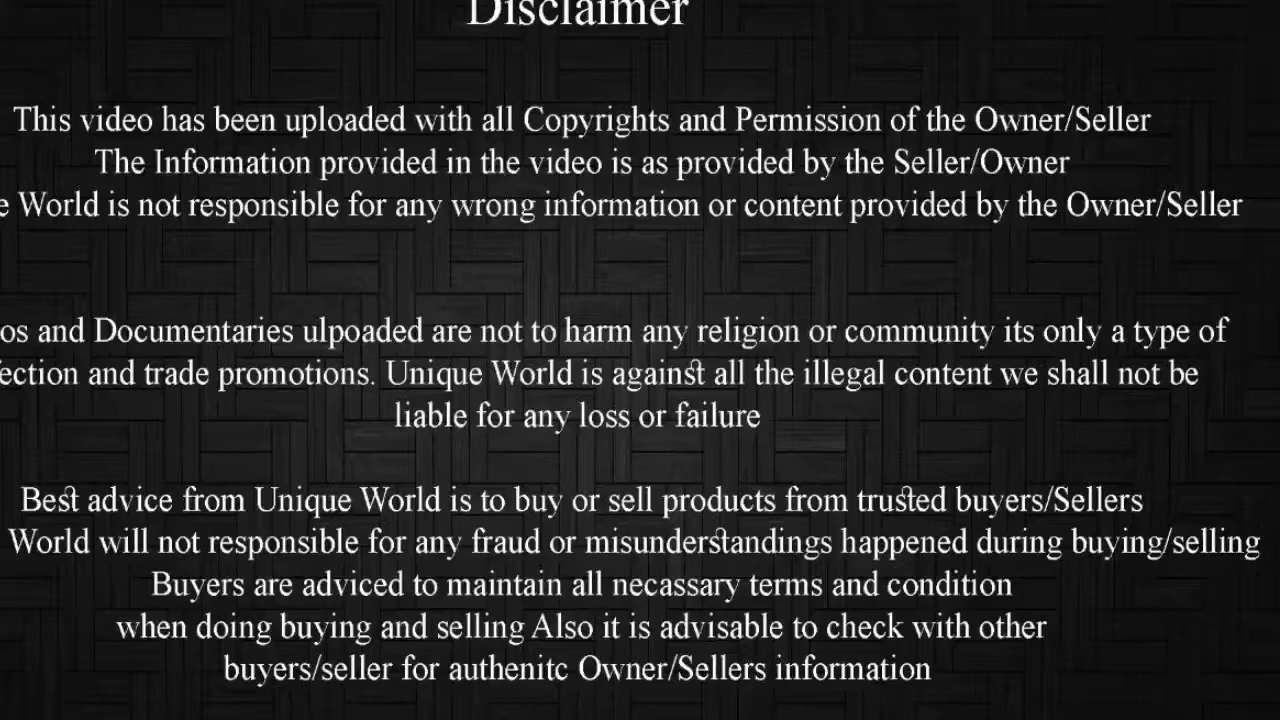 Disclaimer
This video has been uploaded with all Copyrights and Permission of the Owner/Seller
The Information provided in the video is as provided by the Seller/Owner
World is not responsible for any wrong information or content provided by the Owner/Seller
and Documentaries ulpoaded are not to harm any religion or community its only a type of
and trade promotions. Unique World is against all the illegal content we shall not be
liable for any loss or failure
Best advice from Unique World is to buy or sell products from trusted buyers/Sellers
World will not responsible for any fraud or misunderstandings happened during buying/selling
Buyers are adviced to maintain all necassary terms and condition
when doing buying and selling Also it is advisable to check with other
buyers/seller for authenitc Owner/Sellers information